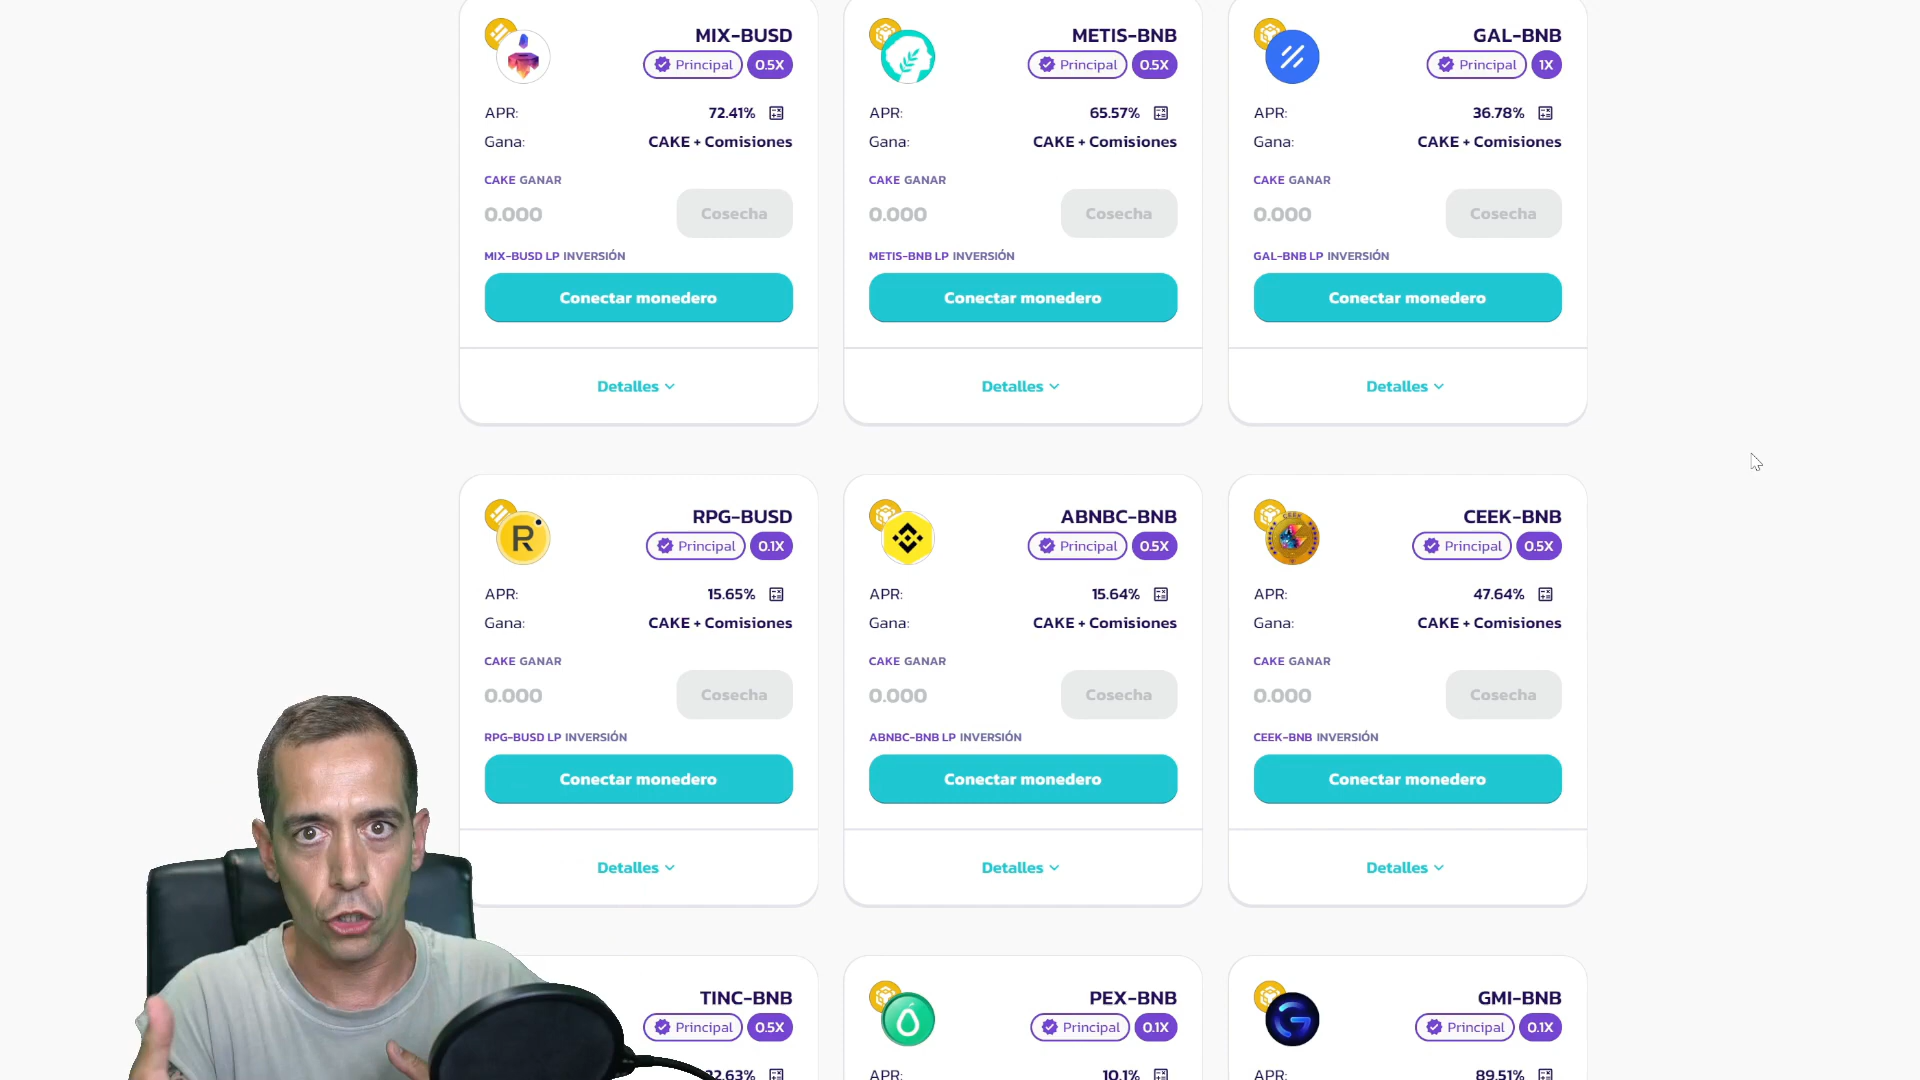 MIX-BUSD
Principal 0.5X
APR: 72.41%
Gana: CAKE + Comisiones
CAKE GANAR
0.000 Cosecha
MIX-BUSD LP INVERSIÓN
Conectar monedero
Detalles
METIS-BNB
Principal 0.5X
APR: 65.57%
Gana: CAKE + Comisiones
CAKE GANAR
0.000 Cosecha
METIS-BNB LP INVERSIÓN
Conectar monedero
Detalles
GAL-BNB
Principal 1X
APR: 36.78%
Gana: CAKE + Comisiones
CAKE GANAR
0.000 Cosecha
GAL-BNB LP INVERSIÓN
Conectar monedero
Detalles
R
RPG-BUSD
Principal 0.1X
APR: 15.65%
Gana: CAKE + Comisiones
CAKE GANAR
0.000 Cosecha
RPG-BUSD LP INVERSIÓN
Conectar monedero
Detalles
ABNBC-BNB
Principal 0.5X
APR: 15.64%
Gana: CAKE + Comisiones
CAKE GANAR
0.000 Cosecha
ABNBC-BNB LP INVERSIÓN
Conectar monedero
Detalles
CEEK
CEEK-BNB
Principal 0.5X
APR: 47.64%
Gana: CAKE + Comisiones
CAKE GANAR
0.000 Cosecha
CEEK-BNB INVERSIÓN
Conectar monedero
Detalles
TINC-BNB
Principal 0.5X
2.63%
PEX-BNB
Principal 0.1X
APR: 10.1%
GMI-BNB
Principal 0.1X
APR: 89.51%